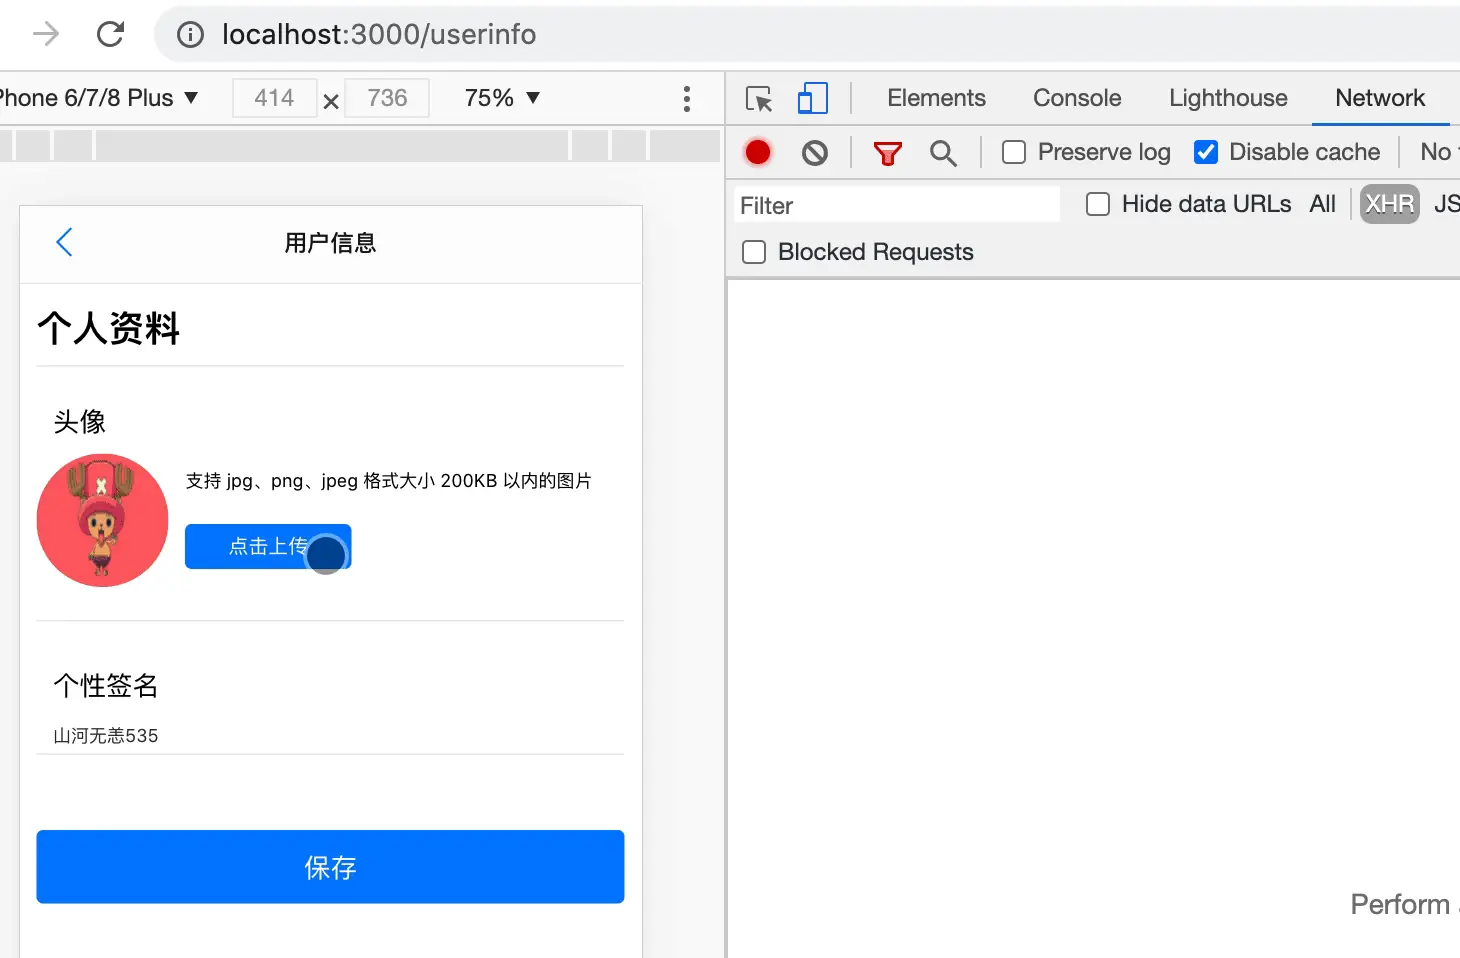 localhost:3000/userinfo
Phone 6/7/8 Plus ▼ 414 × 736 75% ▼
Elements Console Lighthouse Network
Preserve log Disable cache No
Filter Hide data URLs All XHR JS
Blocked Requests
用户信息
个人资料
头像
支持 jpg、png、jpeg 格式大小 200KB 以内的图片
点击上传
个性签名
山河无恙535
保存
Perform